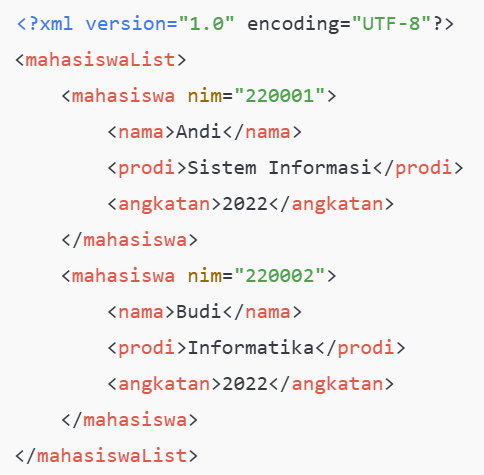 <?xml version="1.0" encoding="UTF-8"?>
<mahasiswaList>
    <mahasiswa nim="220001">
        <nama>Andi</nama>
        <prodi>Sistem Informasi</prodi>
        <angkatan>2022</angkatan>
    </mahasiswa>
    <mahasiswa nim="220002">
        <nama>Budi</nama>
        <prodi>Informatika</prodi>
        <angkatan>2022</angkatan>
    </mahasiswa>
</mahasiswaList>